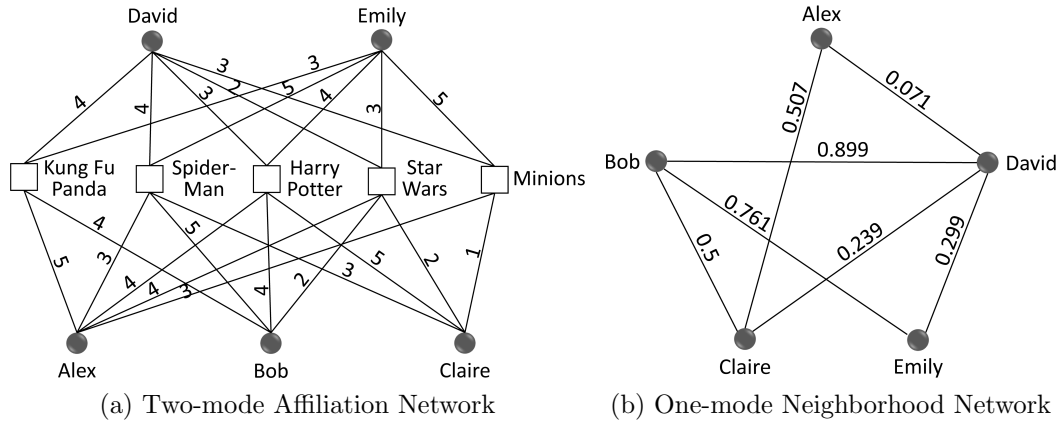 David
Emily
4
4
3
2
3
3
5
4
3
5
Kung Fu
Panda
Spider-
Man
Harry
Potter
Star
Wars
Minions
5
4
3
5
4
4
3
4
2
3
5
2
1
Alex
Bob
Claire
(a) Two-mode Affiliation Network
Alex
0.507
0.071
Bob
0.899
David
0.761
0.5
0.239
0.299
Claire
Emily
(b) One-mode Neighborhood Network